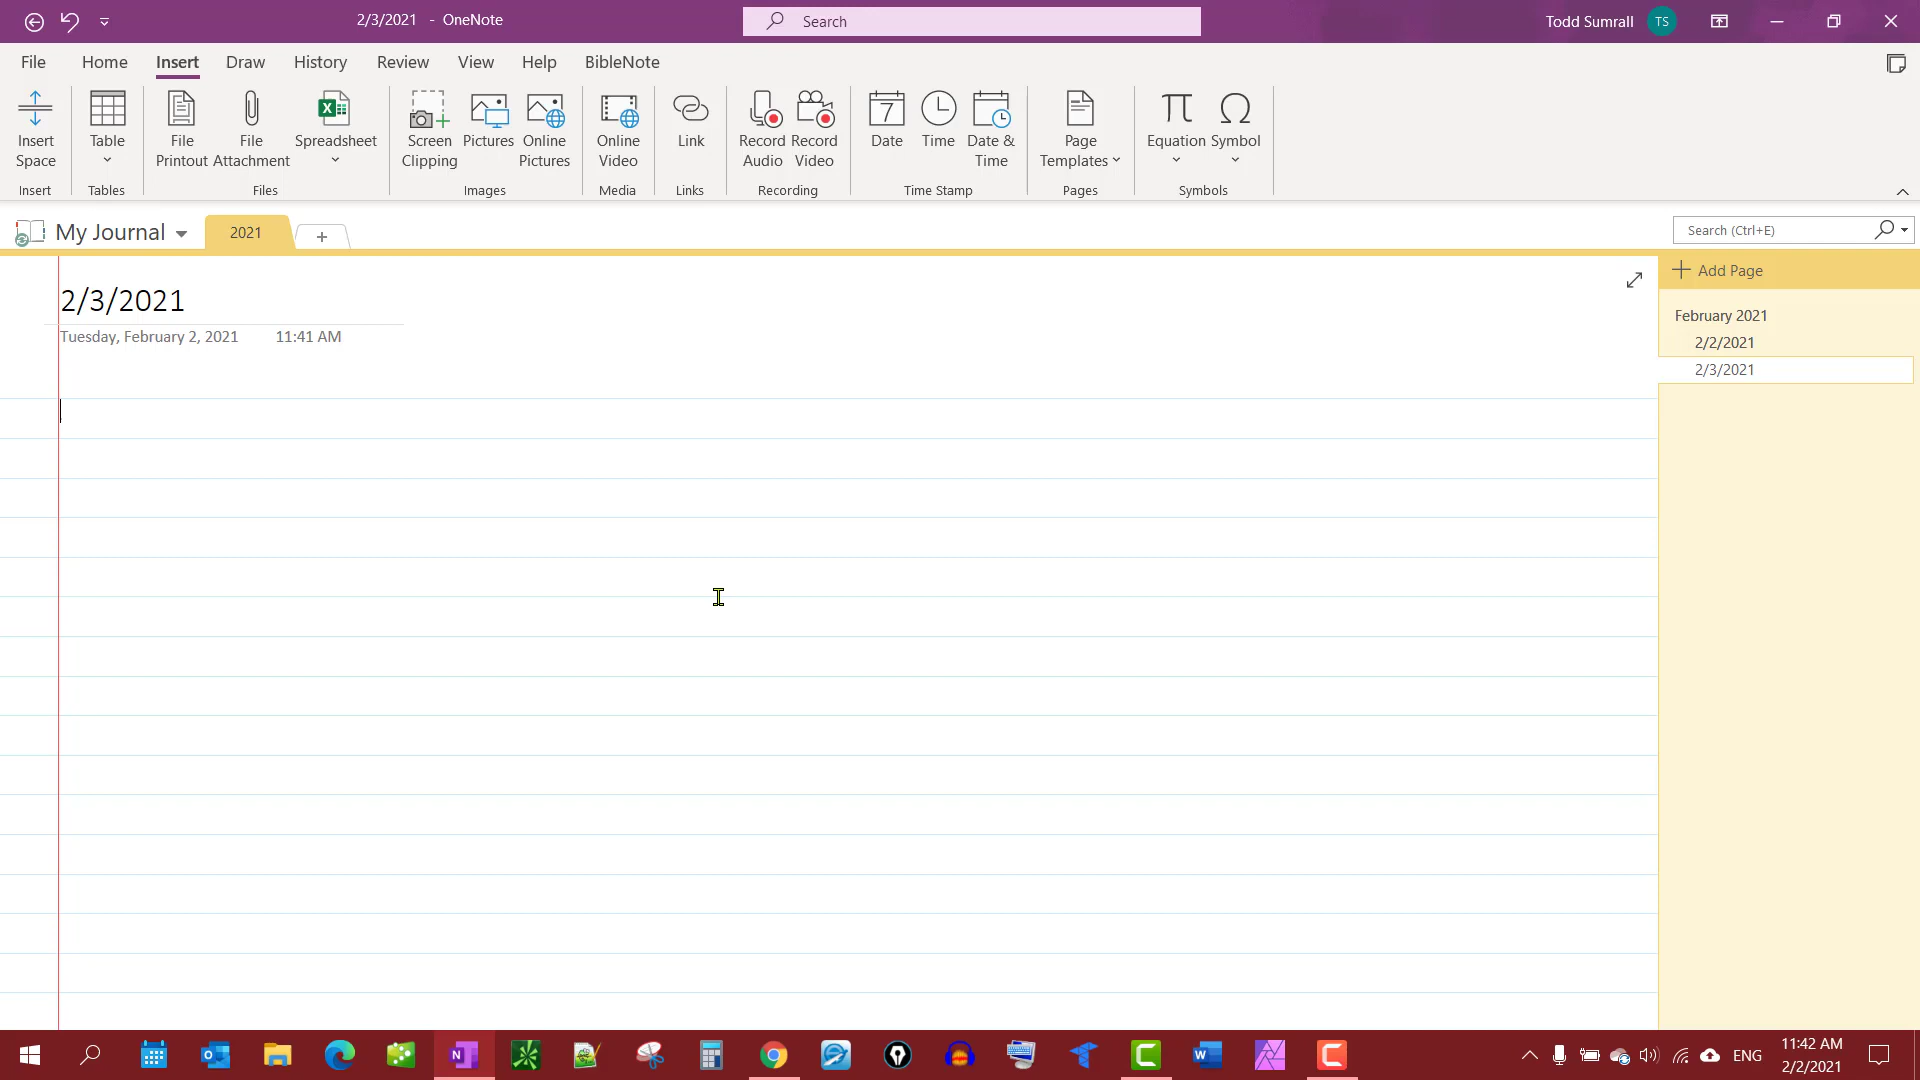 2/3/2021 - OneNote
Search
Todd Sumrall TS
File Home Insert Draw History Review View Help BibleNote
Insert Space
Table
File Printout
File Attachment
Spreadsheet
Screen Clipping
Pictures
Online Pictures
Online Video
Link
Record Audio
Record Video
7
Date
Time
Date & Time
Page Templates
π
Equation
Ω
Symbol
Insert Tables Files Images Media Links Recording Time Stamp Pages Symbols
My Journal
2021
+
Search (Ctrl+E)
Add Page
2/3/2021
Tuesday, February 2, 2021 11:41 AM
February 2021
2/2/2021
2/3/2021
ENG
11:42 AM
2/2/2021